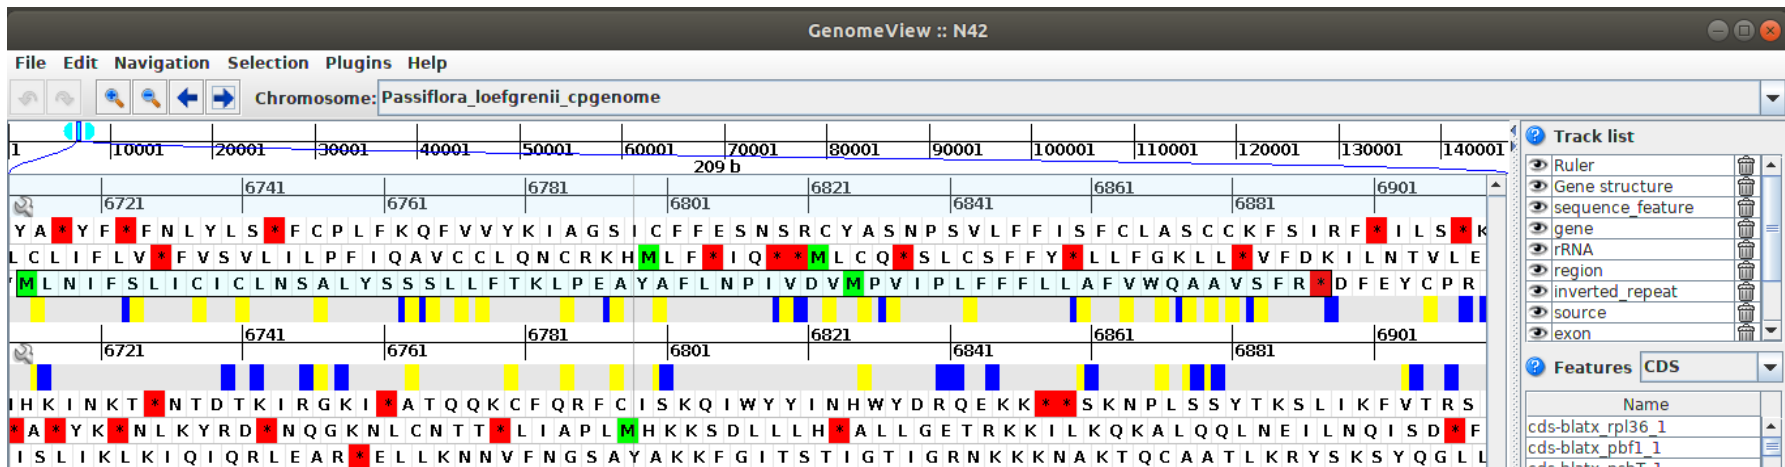 GenomeView :: N42
File Edit Navigation Selection Plugins Help
Chromosome: Passiflora_loefgrenii_cpgenome
1 10001 20001 30001 40001 50001 60001 70001 80001 90001 100001 110001 120001 130001 140001
209 b
6741 6781 6821 6861 6901
6721 6761 6801 6841 6881
Y A * Y F * F N L Y L S * F C P L F K Q F V V Y K I A G S I C F F E S N S R C Y A S N P S V L F F I S F C L A S C C K F S I R F * I L S * K
L C L I F L V * F V S V L I L P F I Q A V C C L Q N C R K H M L F * I Q * * M L C Q * S L C S F F Y * L L F G K L L * V F D K I L N T V L E
M L N I F S L I C I C L N S A L Y S S S L L F T K L P E A Y A F L N P I V D V M P V I P L F F F L L A F V W Q A A V S F R * D F E Y C P R
6741 6781 6821 6861 6901
6721 6761 6801 6841 6881
I H K I N K T * N T D T K I R G K I * A T Q Q K C F Q R F C I S K Q I W Y Y I N H W Y D R Q E K K * * S K N P L S S Y T K S L I K F V T R S
* A * Y K * N L K Y R D * N Q G K N L C N T T * L I A P L M H K K S D L L L H * A L L G E T R K K I L K Q K A L Q Q L N E I L N Q I S D * F
I S L I K L K I Q I Q R L E A R * E L L K N N V F N G S A Y A K K F G I T S T I G T I G R N K K K N A K T Q C A A T L K R Y S K S Y Q G L L
Track list
Ruler
Gene structure
sequence_feature
gene
rRNA
region
inverted_repeat
source
exon
Features CDS
Name
cds-blatx_rpl36_1
cds-blatx_pbf1_1
cds-blatx_psbT_1